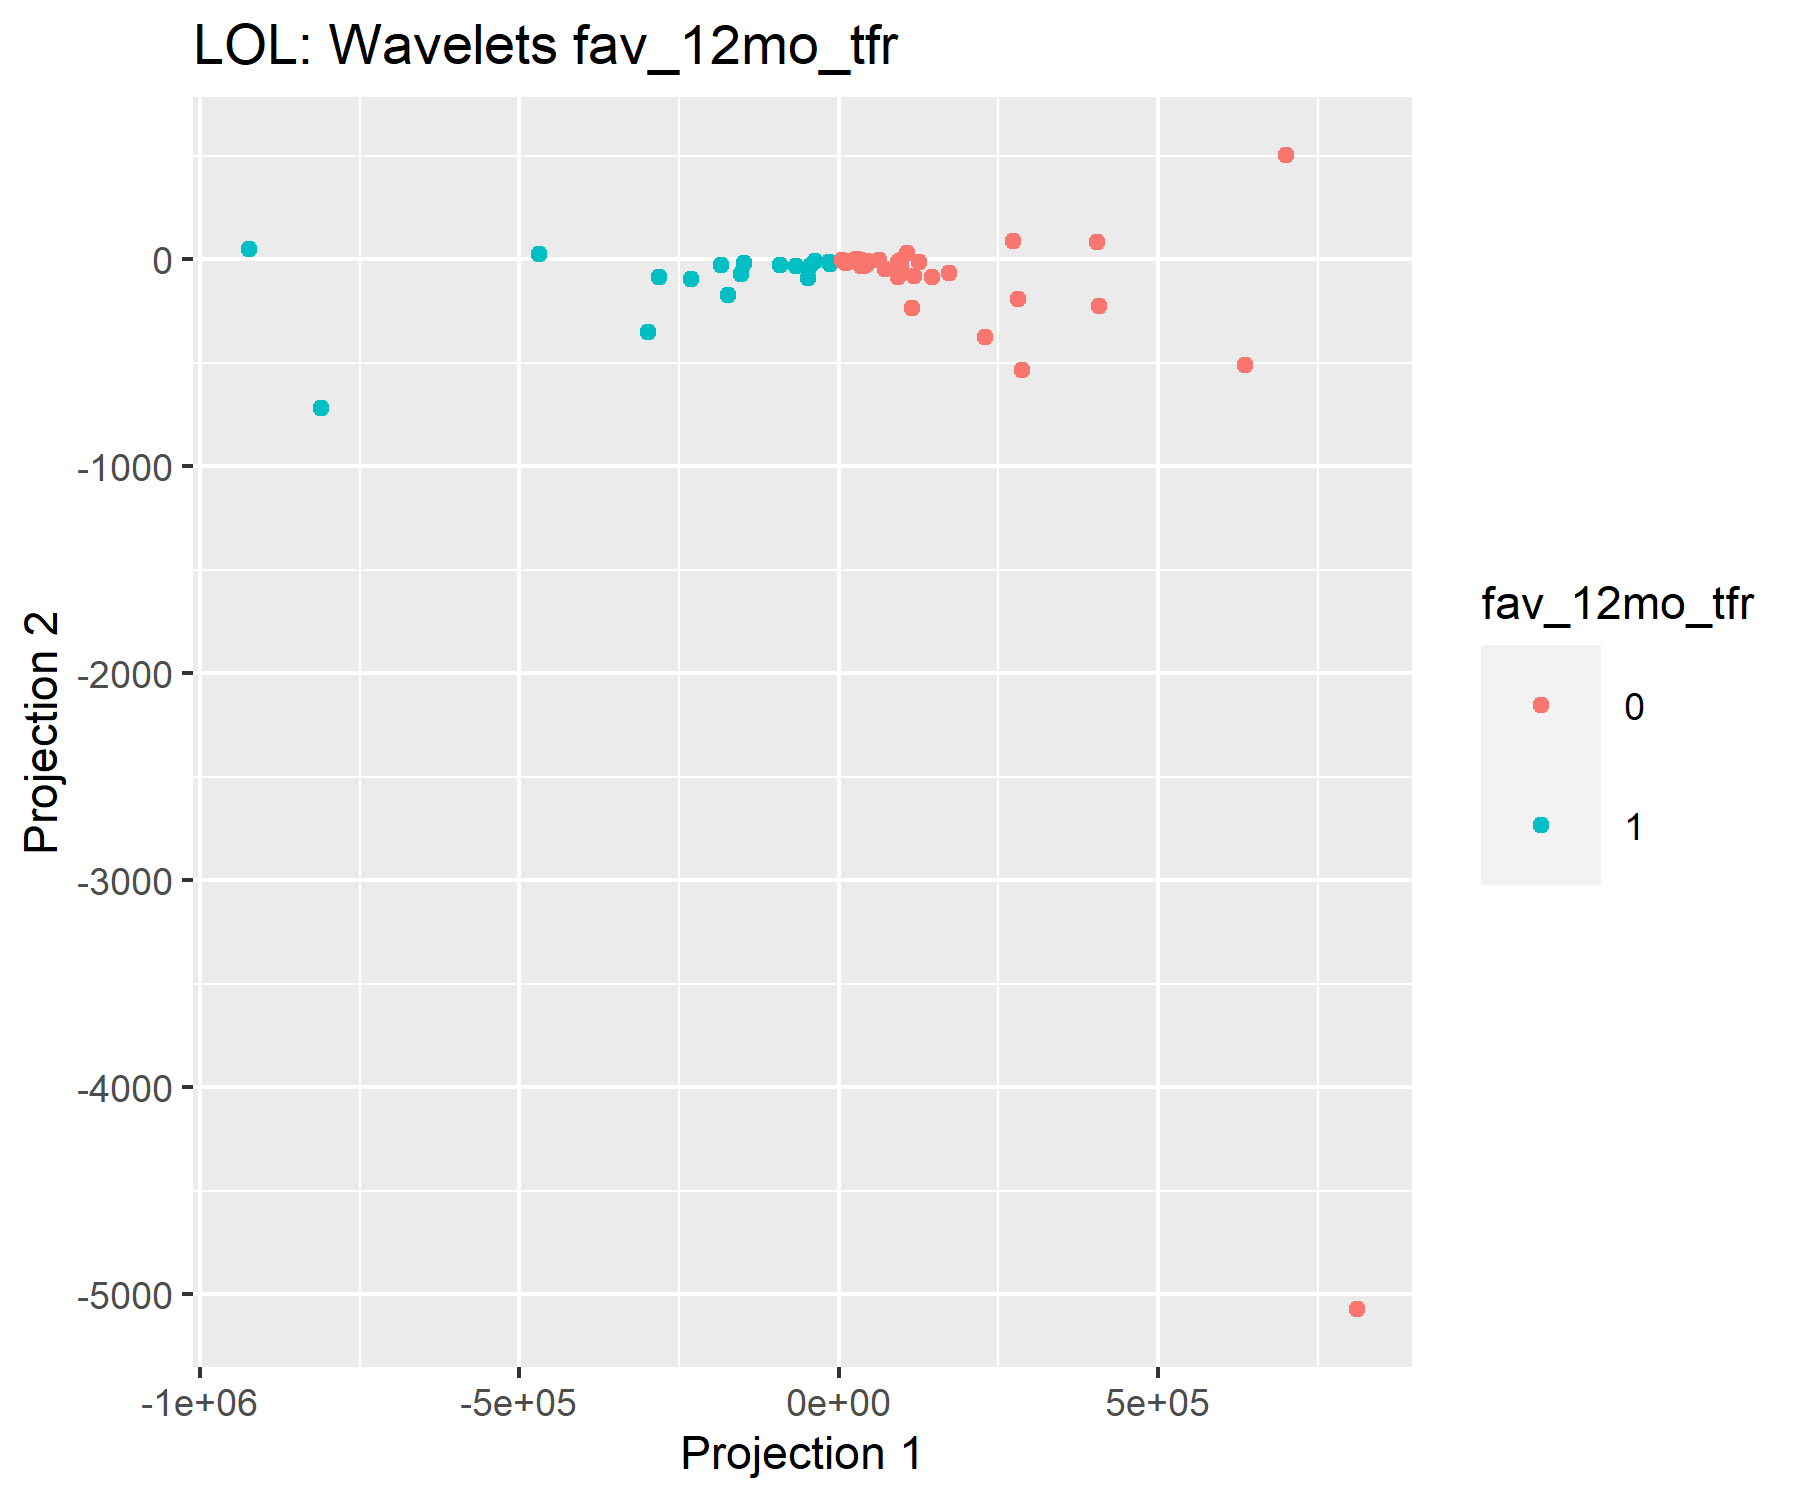 LOL: Wavelets fav_12mo_tfr
0
-1000
-2000
-3000
-4000
-5000
Projection 2
-1e+06 -5e+05 0e+00 5e+05
Projection 1
fav_12mo_tfr
0
1